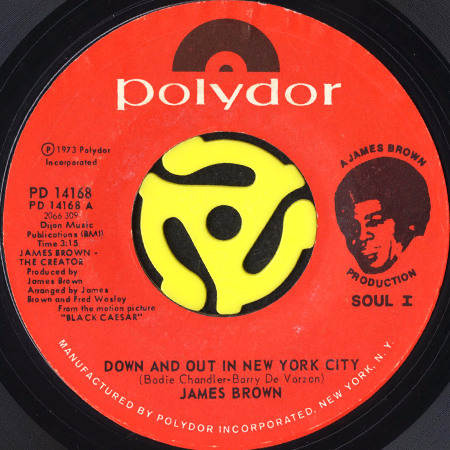 polydor
℗ 1973 Polydor
Incorporated
PD 14168
PD 14168 A
2066 309
Dijon Music
Publications (BMI)
Time 3:15
JAMES BROWN -
THE CREATOR
Produced by
James Brown
Arranged by James
Brown and Fred Wesley
From the motion picture
"BLACK CAESAR"
A JAMES BROWN
PRODUCTION
SOUL I
DOWN AND OUT IN NEW YORK CITY
(Bodie Chandler-Barry De Vorzon)
JAMES BROWN
MANUFACTURED BY POLYDOR INCORPORATED, NEW YORK, N.Y.